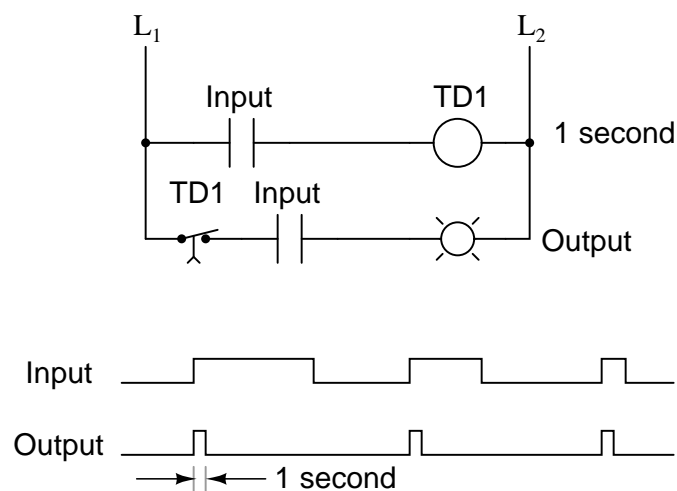 L1 L2
Input TD1
1 second
TD1 Input
Output
Input
Output
1 second